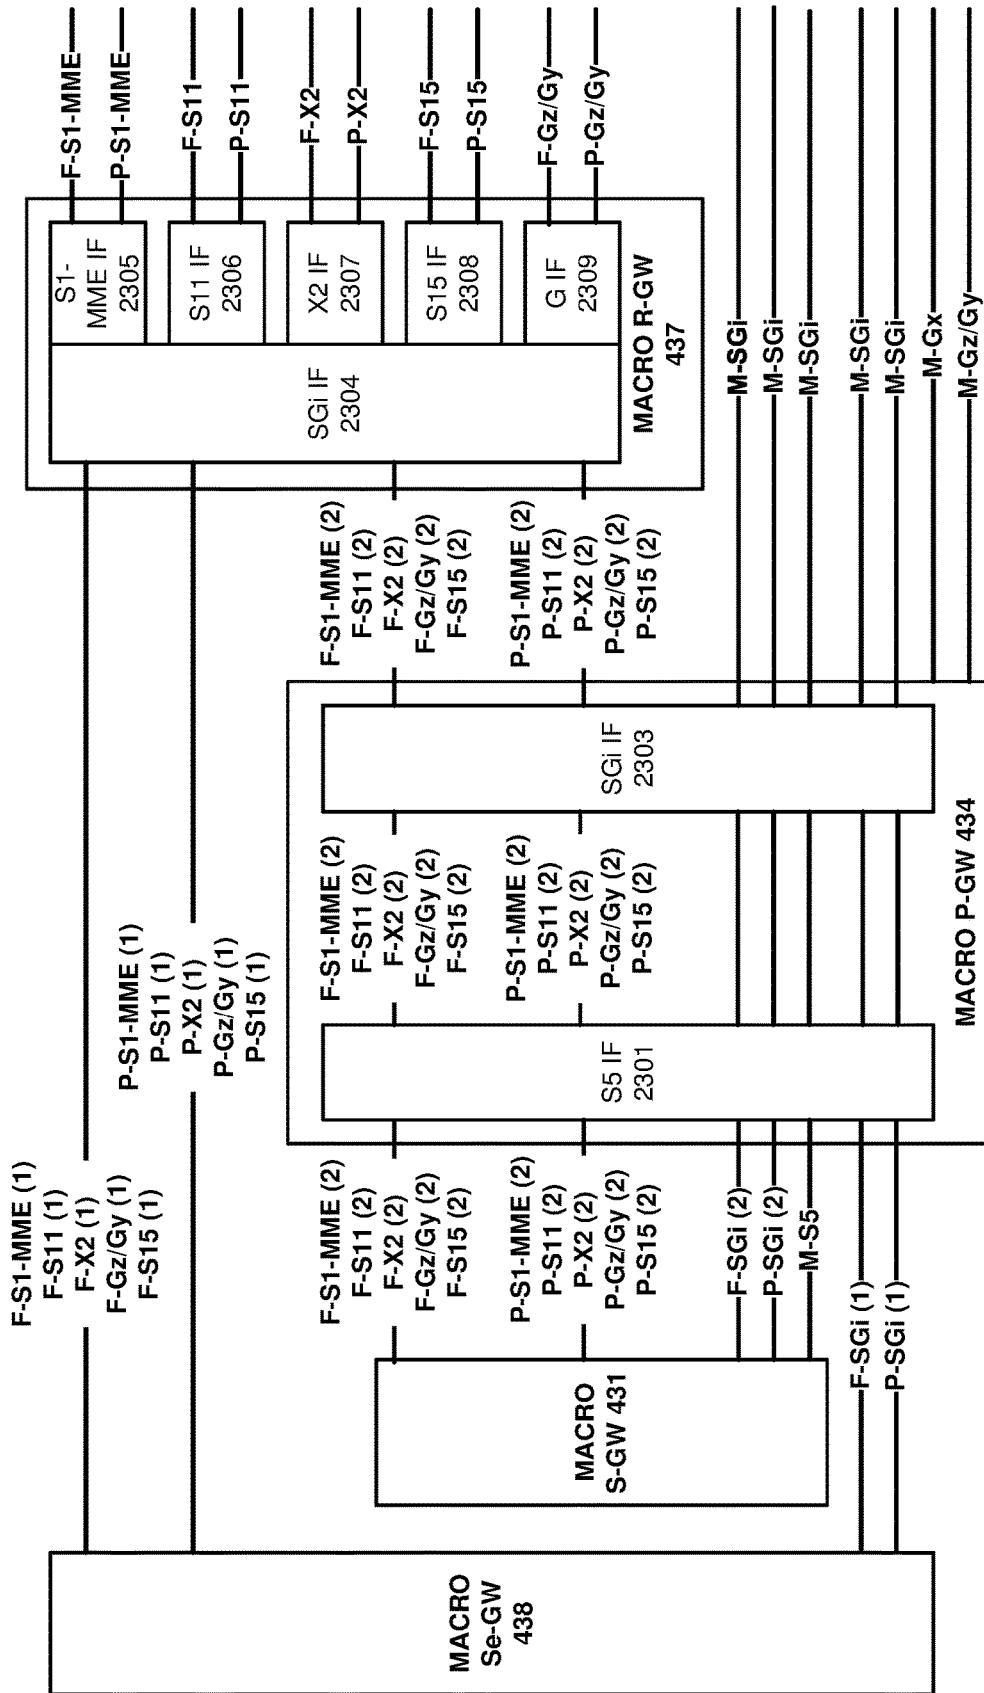 F-S1-MME (1)
F-S11 (1)
F-X2 (1)
F-Gz/Gy (1)
F-S15 (1)
P-S1-MME (1)
P-S11 (1)
P-X2 (1)
P-Gz/Gy (1)
P-S15 (1)
MACRO
Se-GW
438
MACRO
S-GW 431
F-S1-MME (2)
F-S11 (2)
F-X2 (2)
F-Gz/Gy (2)
F-S15 (2)
P-S1-MME (2)
P-S11 (2)
P-X2 (2)
P-Gz/Gy (2)
P-S15 (2)
F-SGi (2)
P-SGi (2)
M-S5
F-SGi (1)
P-SGi (1)
S5 IF
2301
F-S1-MME (2)
F-S11 (2)
F-X2 (2)
F-Gz/Gy (2)
F-S15 (2)
P-S1-MME (2)
P-S11 (2)
P-X2 (2)
P-Gz/Gy (2)
P-S15 (2)
SGi IF
2303
MACRO P-GW 434
F-S1-MME (2)
F-S11 (2)
F-X2 (2)
F-Gz/Gy (2)
F-S15 (2)
P-S1-MME (2)
P-S11 (2)
P-X2 (2)
P-Gz/Gy (2)
P-S15 (2)
SGi IF
2304
S1-
MME IF
2305
S11 IF
2306
X2 IF
2307
S15 IF
2308
G IF
2309
MACRO R-GW
437
F-S1-MME
P-S1-MME
F-S11
P-S11
F-X2
P-X2
F-S15
P-S15
F-Gz/Gy
P-Gz/Gy
M-SGi
M-SGi
M-SGi
M-SGi
M-SGi
M-Gx
M-Gz/Gy